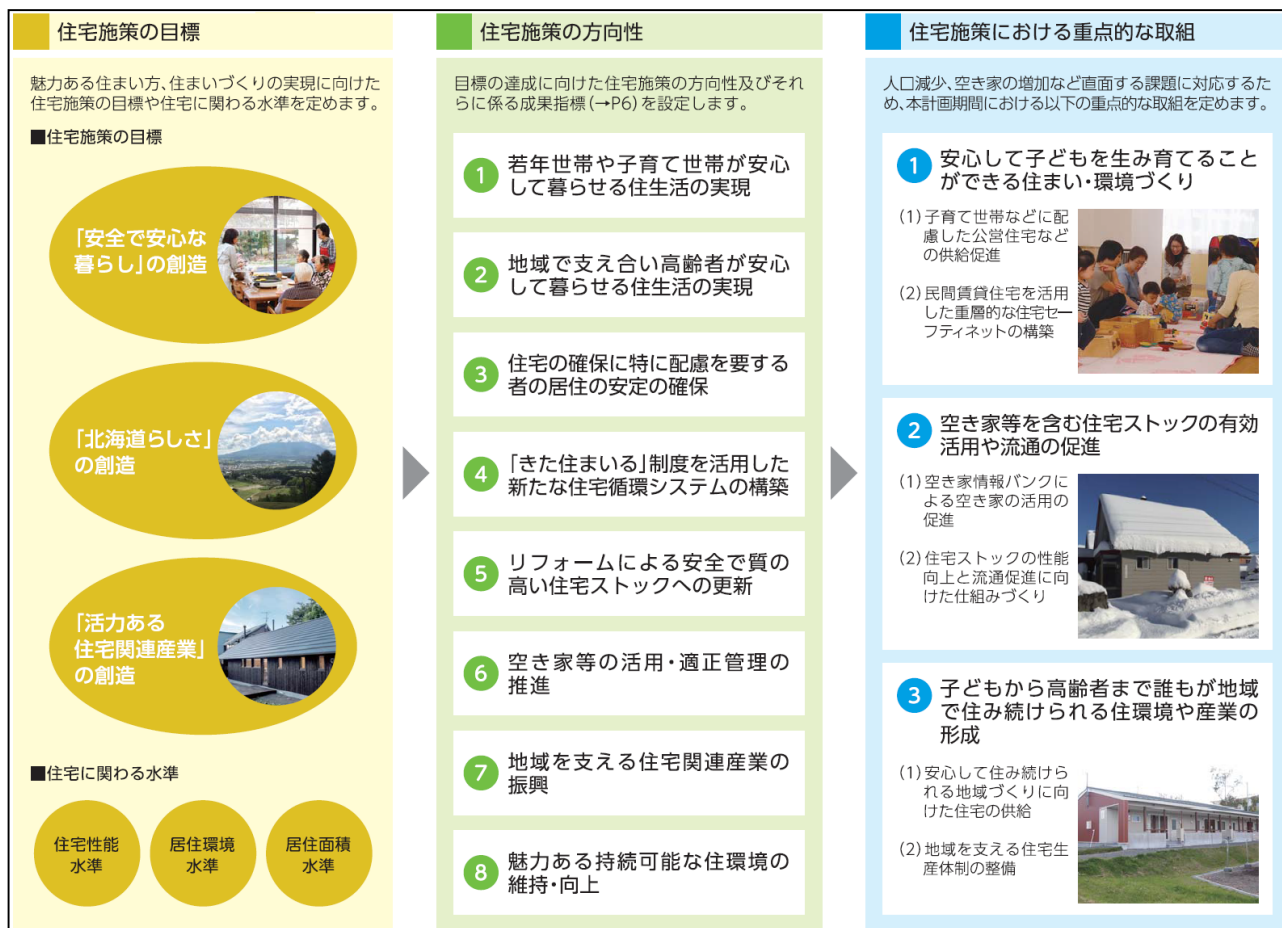 住宅施策の目標
魅力ある住まい方、住まいづくりの実現に向けた
住宅施策の目標や住宅に関わる水準を定めます。
■住宅施策の目標
「安全で安心な
暮らし」の創造
「北海道らしさ」
の創造
「活力ある
住宅関連産業」
の創造
■住宅に関わる水準
住宅性能
水準
居住環境
水準
居住面積
水準
住宅施策の方向性
目標の達成に向けた住宅施策の方向性及びそれ
らに係る成果指標(→P6)を設定します。
1 若年世帯や子育て世帯が安心
して暮らせる住生活の実現
2 地域で支え合い高齢者が安心
して暮らせる住生活の実現
3 住宅の確保に特に配慮を要する
者の居住の安定の確保
4 「きた住まいる」制度を活用した
新たな住宅循環システムの構築
5 リフォームによる安全で質の
高い住宅ストックへの更新
6 空き家等の活用・適正管理の
推進
7 地域を支える住宅関連産業の
振興
8 魅力ある持続可能な住環境の
維持・向上
住宅施策における重点的な取組
人口減少、空き家の増加など直面する課題に対応するた
め、本計画期間における以下の重点的な取組を定めます。
1 安心して子どもを生み育てること
ができる住まい・環境づくり
(1)子育て世帯などに配
慮した公営住宅など
の供給促進
(2)民間賃貸住宅を活用
した重層的な住宅セー
フティネットの構築
2 空き家等を含む住宅ストックの有効
活用や流通の促進
(1)空き家情報バンクに
よる空き家の活用の
促進
(2)住宅ストックの性能
向上と流通促進に向
けた仕組みづくり
3 子どもから高齢者まで誰もが地域
で住み続けられる住環境や産業の
形成
(1)安心して住み続けら
れる地域づくりに向
けた住宅の供給
(2)地域を支える住宅生
産体制の整備